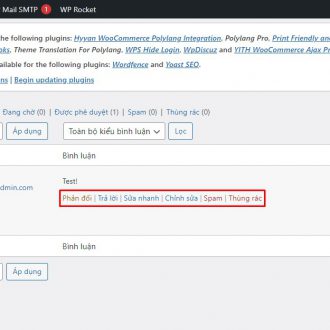 Mail SMTP 1 WP Rocket
the following plugins: Hyyan WooCommerce Polylang Integration, Polylang Pro, Print Friendly and
oks, Theme Translation For Polylang, WPS Hide Login, WpDiscuz and YITH WooCommerce Ajax Pr
vailable for the following plugins: Wordfence and Yoast SEO.
ns | Begin updating plugins
Đang chờ (0) | Được phê duyệt (1) | Spam (0) | Thùng rác (0)
Áp dụng Toàn bộ kiểu bình luận Lọc
Bình luận
Test!
dmin.com
Phản đối | Trả lời | Sửa nhanh | Chỉnh sửa | Spam | Thùng rác
Bình luận
Áp dụng